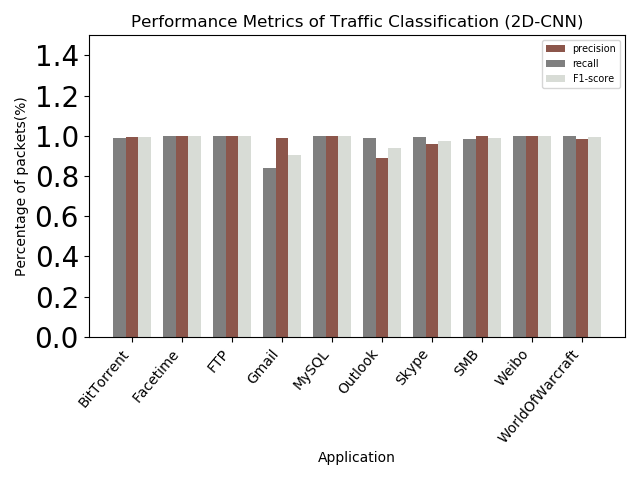 Performance Metrics of Traffic Classification (2D-CNN)
precision
recall
F1-score
Percentage of packets(%)
1.4
1.2
1.0
0.8
0.6
0.4
0.2
0.0
BitTorrent
Facetime
FTP
Gmail
MySQL
Outlook
Skype
SMB
Weibo
WorldOfWarcraft
Application